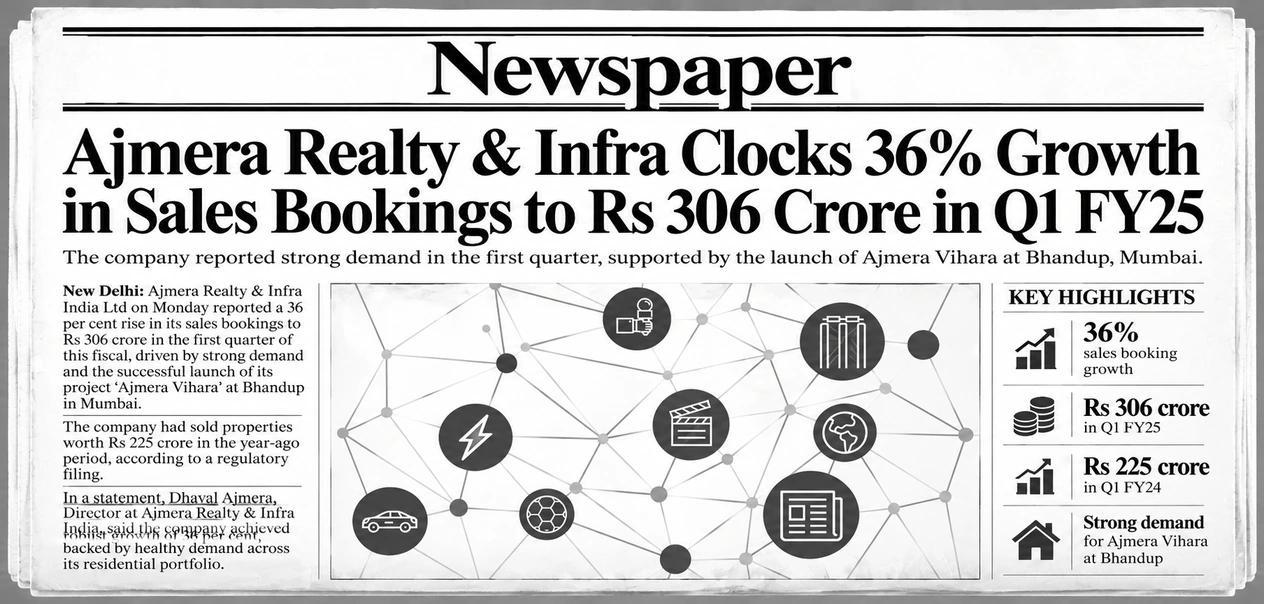 Newspaper
Ajmera Realty & Infra Clocks 36% Growth
in Sales Bookings to Rs 306 Crore in Q1 FY25
The company reported strong demand in the first quarter, supported by the launch of Ajmera Vihara at Bhandup, Mumbai.
New Delhi: Ajmera Realty & Infra
India Ltd on Monday reported a 36
per cent rise in its sales bookings to
Rs 306 crore in the first quarter of
this fiscal, driven by strong demand
and the successful launch of its
project ‘Ajmera Vihara’ at Bhandup
in Mumbai.
The company had sold properties
worth Rs 225 crore in the year-ago
period, according to a regulatory
filing.
In a statement, Dhaval Ajmera,
Director at Ajmera Realty & Infra
India, said the company achieved
growth of 36 per cent,
backed by healthy demand across
its residential portfolio.
KEY HIGHLIGHTS
36%
sales booking
growth
Rs 306 crore
in Q1 FY25
Rs 225 crore
in Q1 FY24
Strong demand
for Ajmera Vihara
at Bhandup